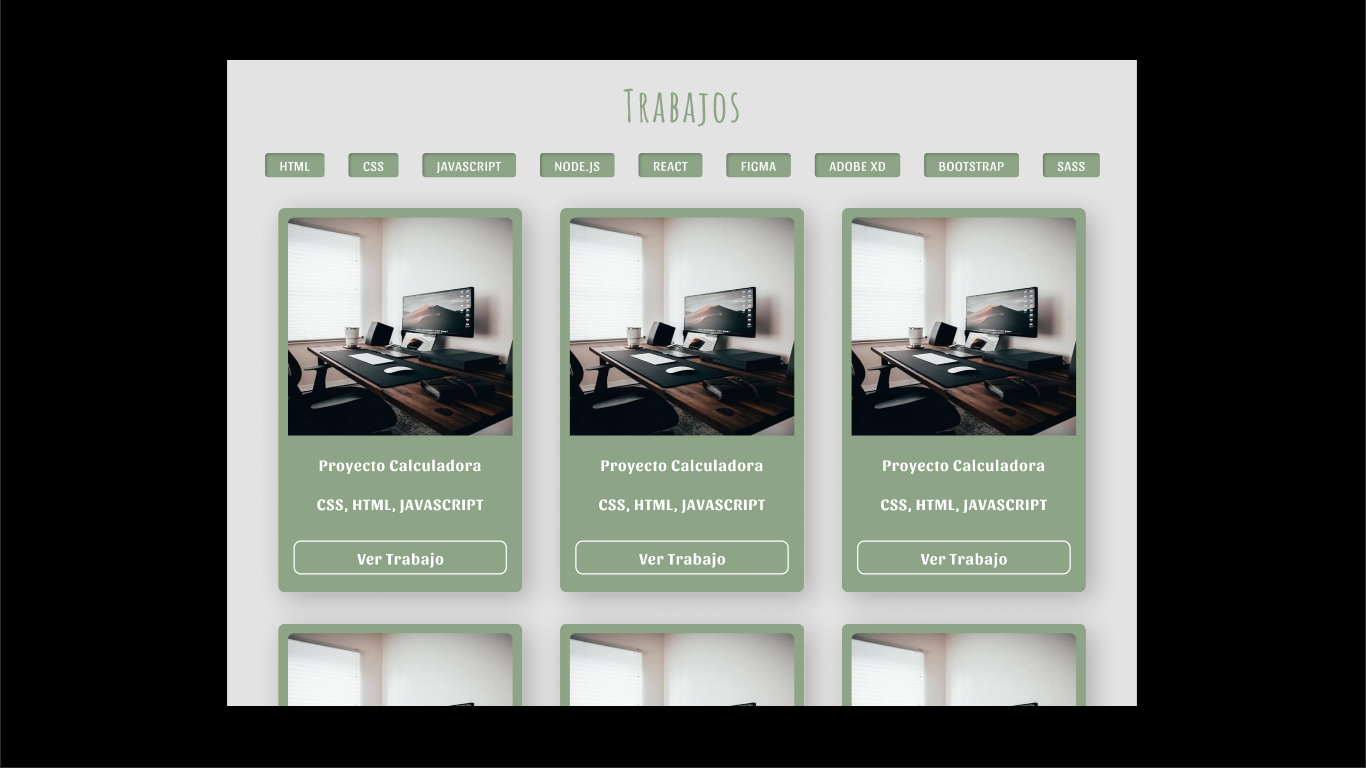 Trabajos
HTML CSS JAVASCRIPT NODE.JS REACT FIGMA ADOBE XD BOOTSTRAP SASS
Proyecto Calculadora Proyecto Calculadora Proyecto Calculadora
CSS, HTML, JAVASCRIPT CSS, HTML, JAVASCRIPT CSS, HTML, JAVASCRIPT
Ver Trabajo Ver Trabajo Ver Trabajo